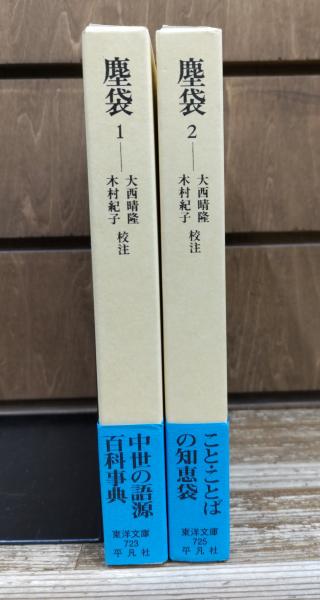 塵袋
1
大西晴隆
木村紀子
校注
中世の語源
百科事典
東洋文庫
723
平凡社
塵袋
2
大西晴隆
木村紀子
校注
こと・ことば
の知恵袋
東洋文庫
725
平凡社